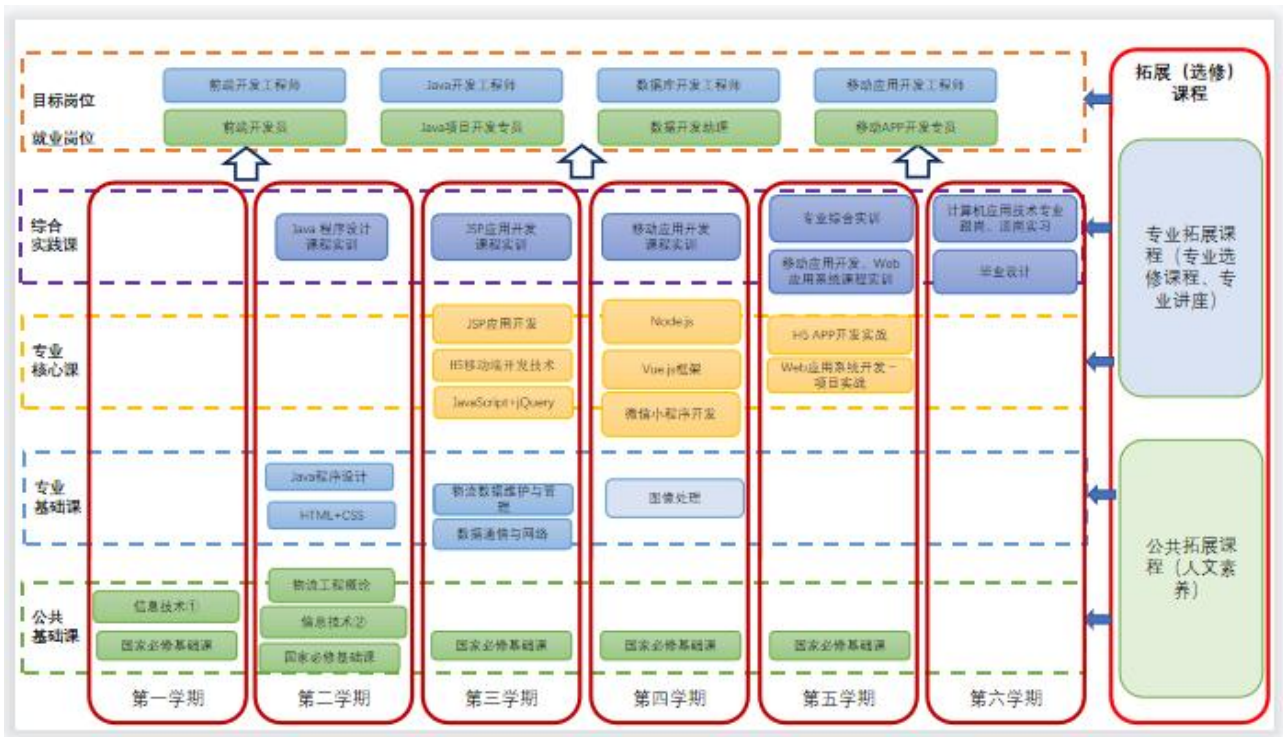 目标岗位
前端开发工程师
Java开发工程师
数据库开发工程师
移动应用开发工程师
就业岗位
前端开发员
Java项目开发专员
数据开发助理
移动APP开发专员
综合
实践课
Java 程序设计
课程实训
JSP应用开发
课程实训
移动应用开发
课程实训
专业综合实训
移动应用开发、Web
应用系统课程实训
计算机应用技术专业
跟岗、顶岗实习
毕业设计
专业
核心课
JSP应用开发
H5移动端开发技术
JavaScript+jQuery
Node.js
Vue.js框架
微信小程序开发
H5 APP开发实战
Web应用系统开发-
项目实战
专业
基础课
Java程序设计
HTML+CSS
物流数据维护与管
理
数据通信与网络
图像处理
公共
基础课
信息技术①
国家必修基础课
物流工程概论
信息技术②
国家必修基础课
国家必修基础课
国家必修基础课
国家必修基础课
第一学期
第二学期
第三学期
第四学期
第五学期
第六学期
拓展（选修）
课程
专业拓展课
程（专业选
修课程、专
业讲座）
公共拓展课
程（人文素
养）